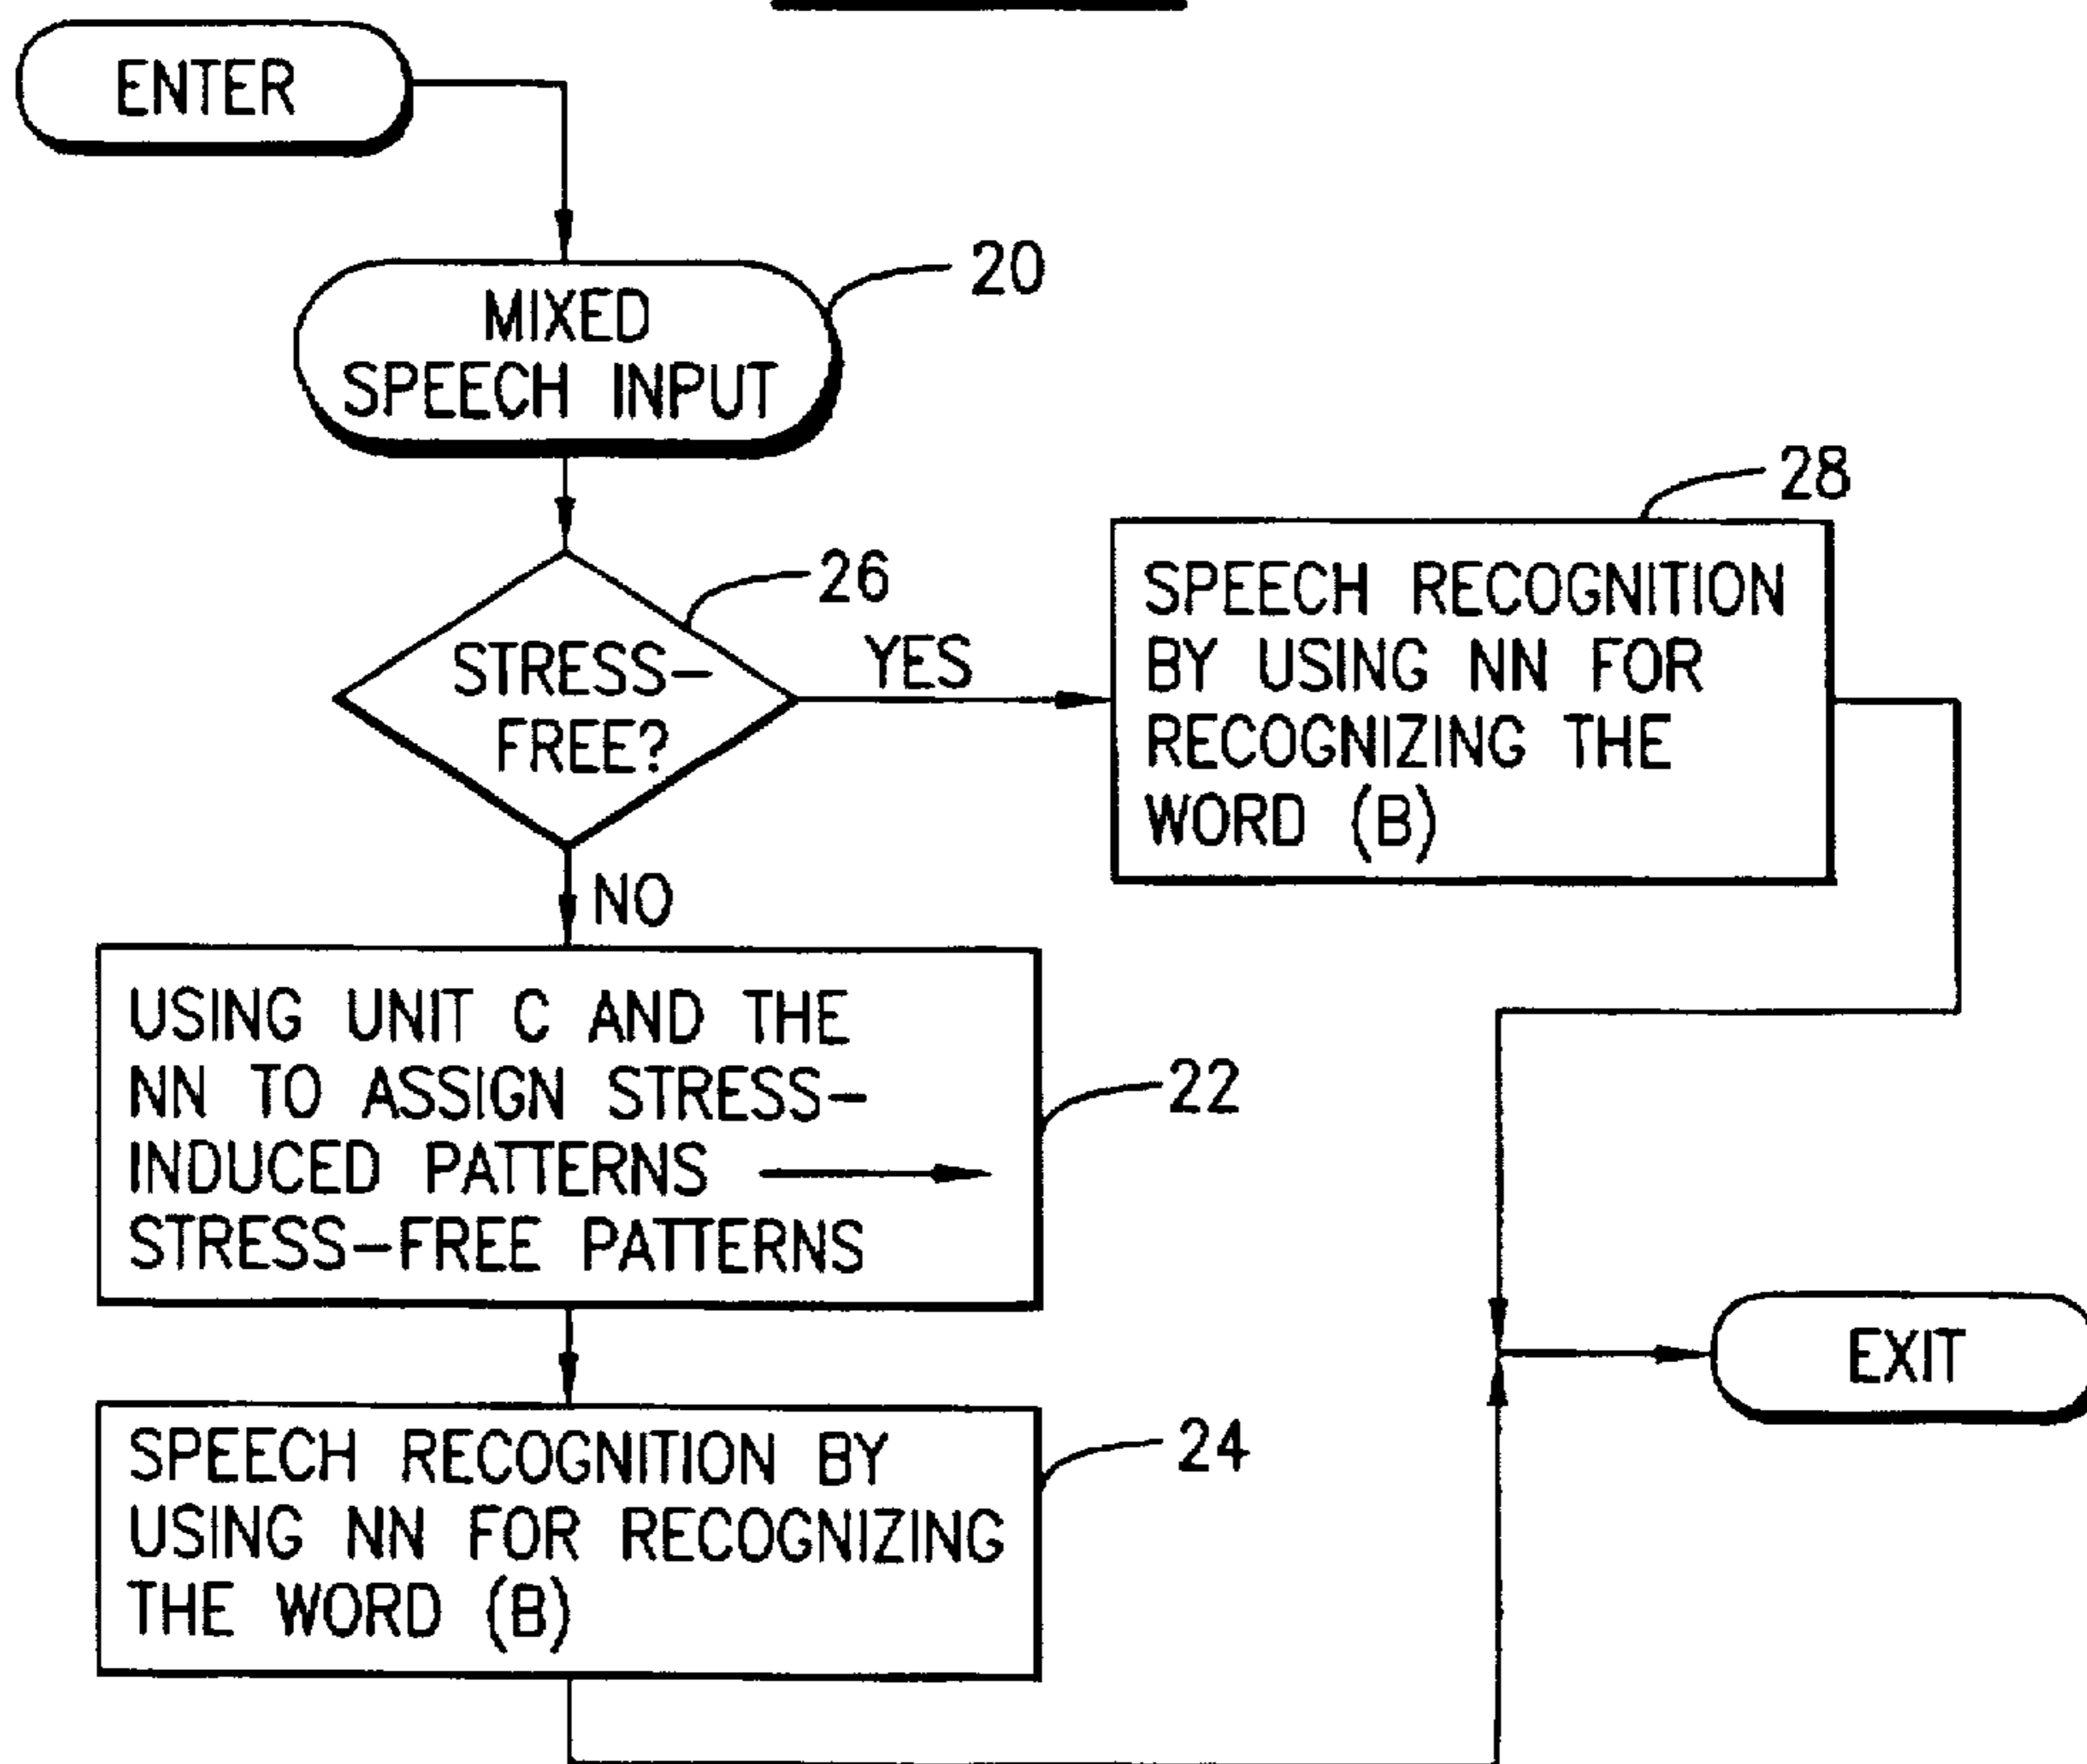 ENTER
MIXED
SPEECH INPUT
20
STRESS-
FREE?
26
YES
28
SPEECH RECOGNITION
BY USING NN FOR
RECOGNIZING THE
WORD (B)
NO
USING UNIT C AND THE
NN TO ASSIGN STRESS-
INDUCED PATTERNS
STRESS-FREE PATTERNS
22
SPEECH RECOGNITION BY
USING NN FOR RECOGNIZING
THE WORD (B)
24
EXIT